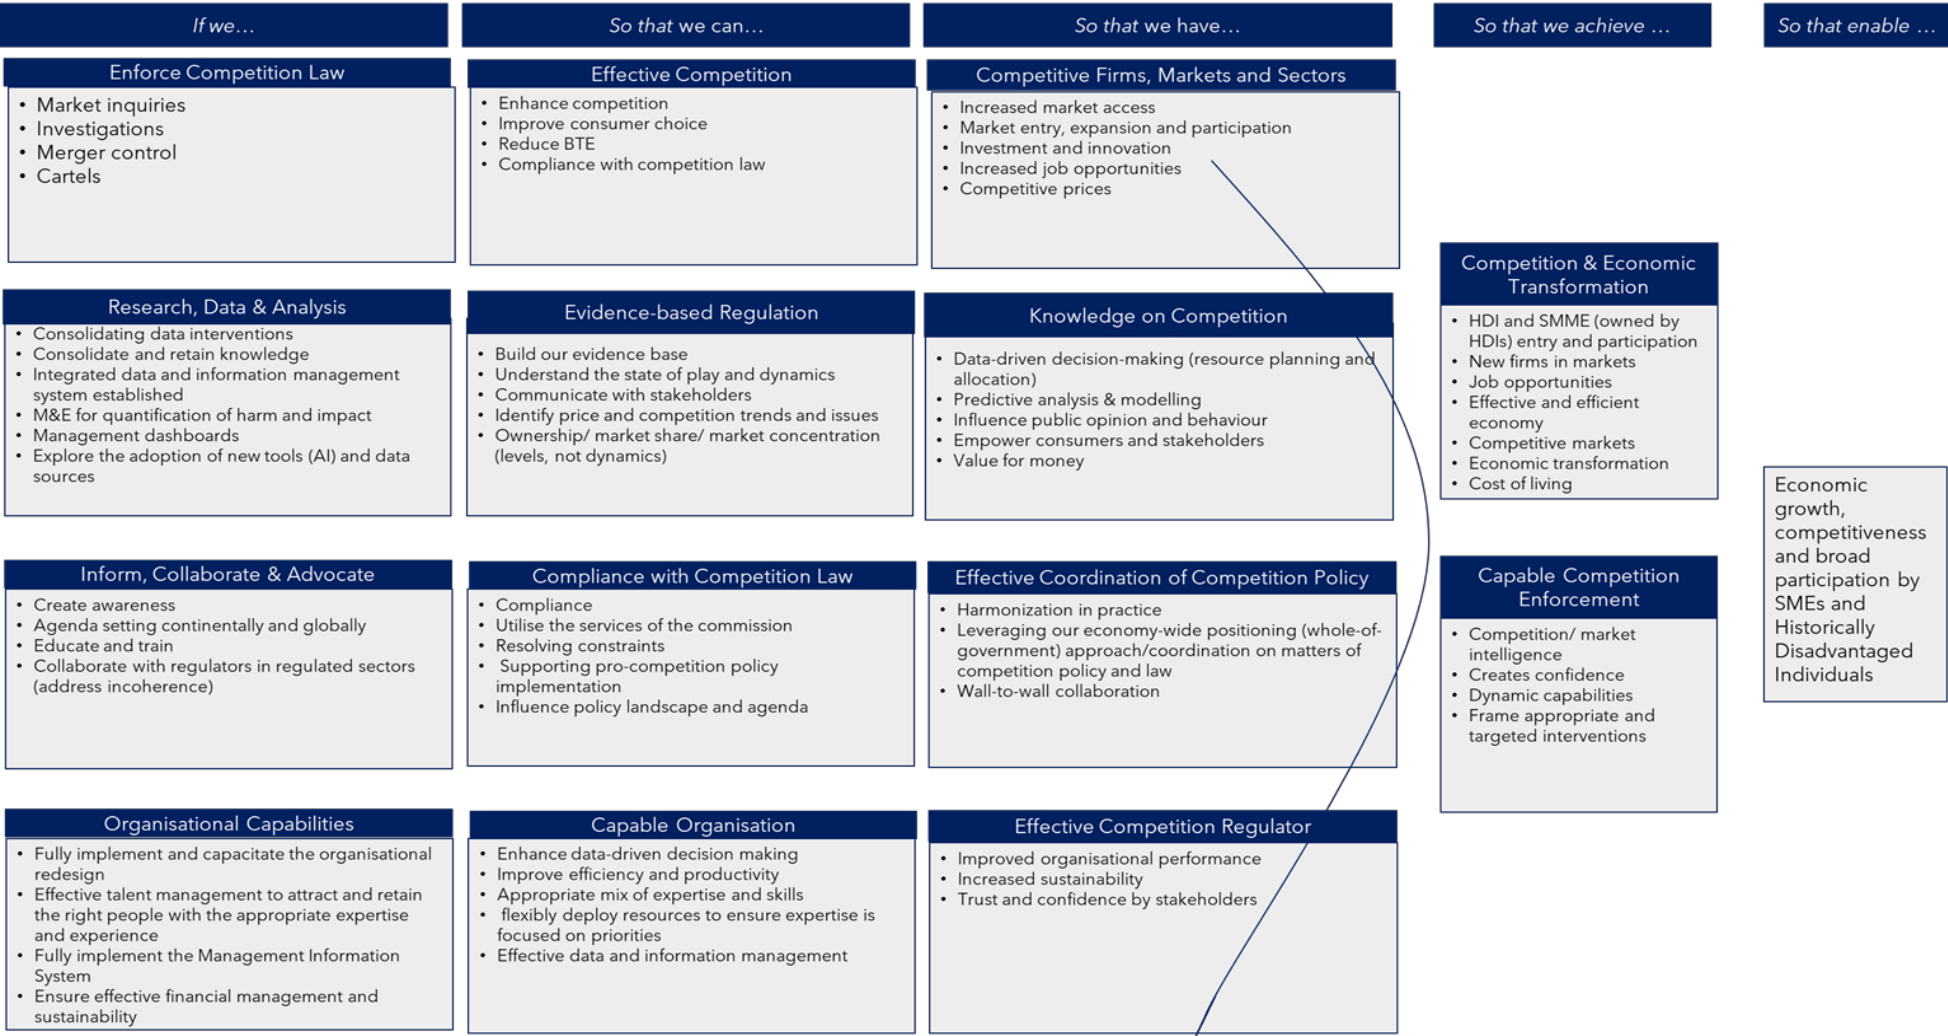 If we…
So that we can…
So that we have…
So that we achieve …
So that enable …
Enforce Competition Law
• Market inquiries
• Investigations
• Merger control
• Cartels
Effective Competition
• Enhance competition
• Improve consumer choice
• Reduce BTE
• Compliance with competition law
Competitive Firms, Markets and Sectors
• Increased market access
• Market entry, expansion and participation
• Investment and innovation
• Increased job opportunities
• Competitive prices
Research, Data & Analysis
• Consolidating data interventions
• Consolidate and retain knowledge
• Integrated data and information management
system established
• M&E for quantification of harm and impact
• Management dashboards
• Explore the adoption of new tools (AI) and data
sources
Evidence-based Regulation
• Build our evidence base
• Understand the state of play and dynamics
• Communicate with stakeholders
• Identify price and competition trends and issues
• Ownership/ market share/ market concentration
(levels, not dynamics)
Knowledge on Competition
• Data-driven decision-making (resource planning and
allocation)
• Predictive analysis & modelling
• Influence public opinion and behaviour
• Empower consumers and stakeholders
• Value for money
Inform, Collaborate & Advocate
• Create awareness
• Agenda setting continentally and globally
• Educate and train
• Collaborate with regulators in regulated sectors
(address incoherence)
Compliance with Competition Law
• Compliance
• Utilise the services of the commission
• Resolving constraints
• Supporting pro-competition policy
implementation
• Influence policy landscape and agenda
Effective Coordination of Competition Policy
• Harmonization in practice
• Leveraging our economy-wide positioning (whole-of-
government) approach/coordination on matters of
competition policy and law
• Wall-to-wall collaboration
Organisational Capabilities
• Fully implement and capacitate the organisational
redesign
• Effective talent management to attract and retain
the right people with the appropriate expertise
and experience
• Fully implement the Management Information
System
• Ensure effective financial management and
sustainability
Capable Organisation
• Enhance data-driven decision making
• Improve efficiency and productivity
• Appropriate mix of expertise and skills
• flexibly deploy resources to ensure expertise is
focused on priorities
• Effective data and information management
Effective Competition Regulator
• Improved organisational performance
• Increased sustainability
• Trust and confidence by stakeholders
Competition & Economic
Transformation
• HDI and SMME (owned by
HDIs) entry and participation
• New firms in markets
• Job opportunities
• Effective and efficient
economy
• Competitive markets
• Economic transformation
• Cost of living
Capable Competition
Enforcement
• Competition/ market
intelligence
• Creates confidence
• Dynamic capabilities
• Frame appropriate and
targeted interventions
Economic
growth,
competitiveness
and broad
participation by
SMEs and
Historically
Disadvantaged
Individuals